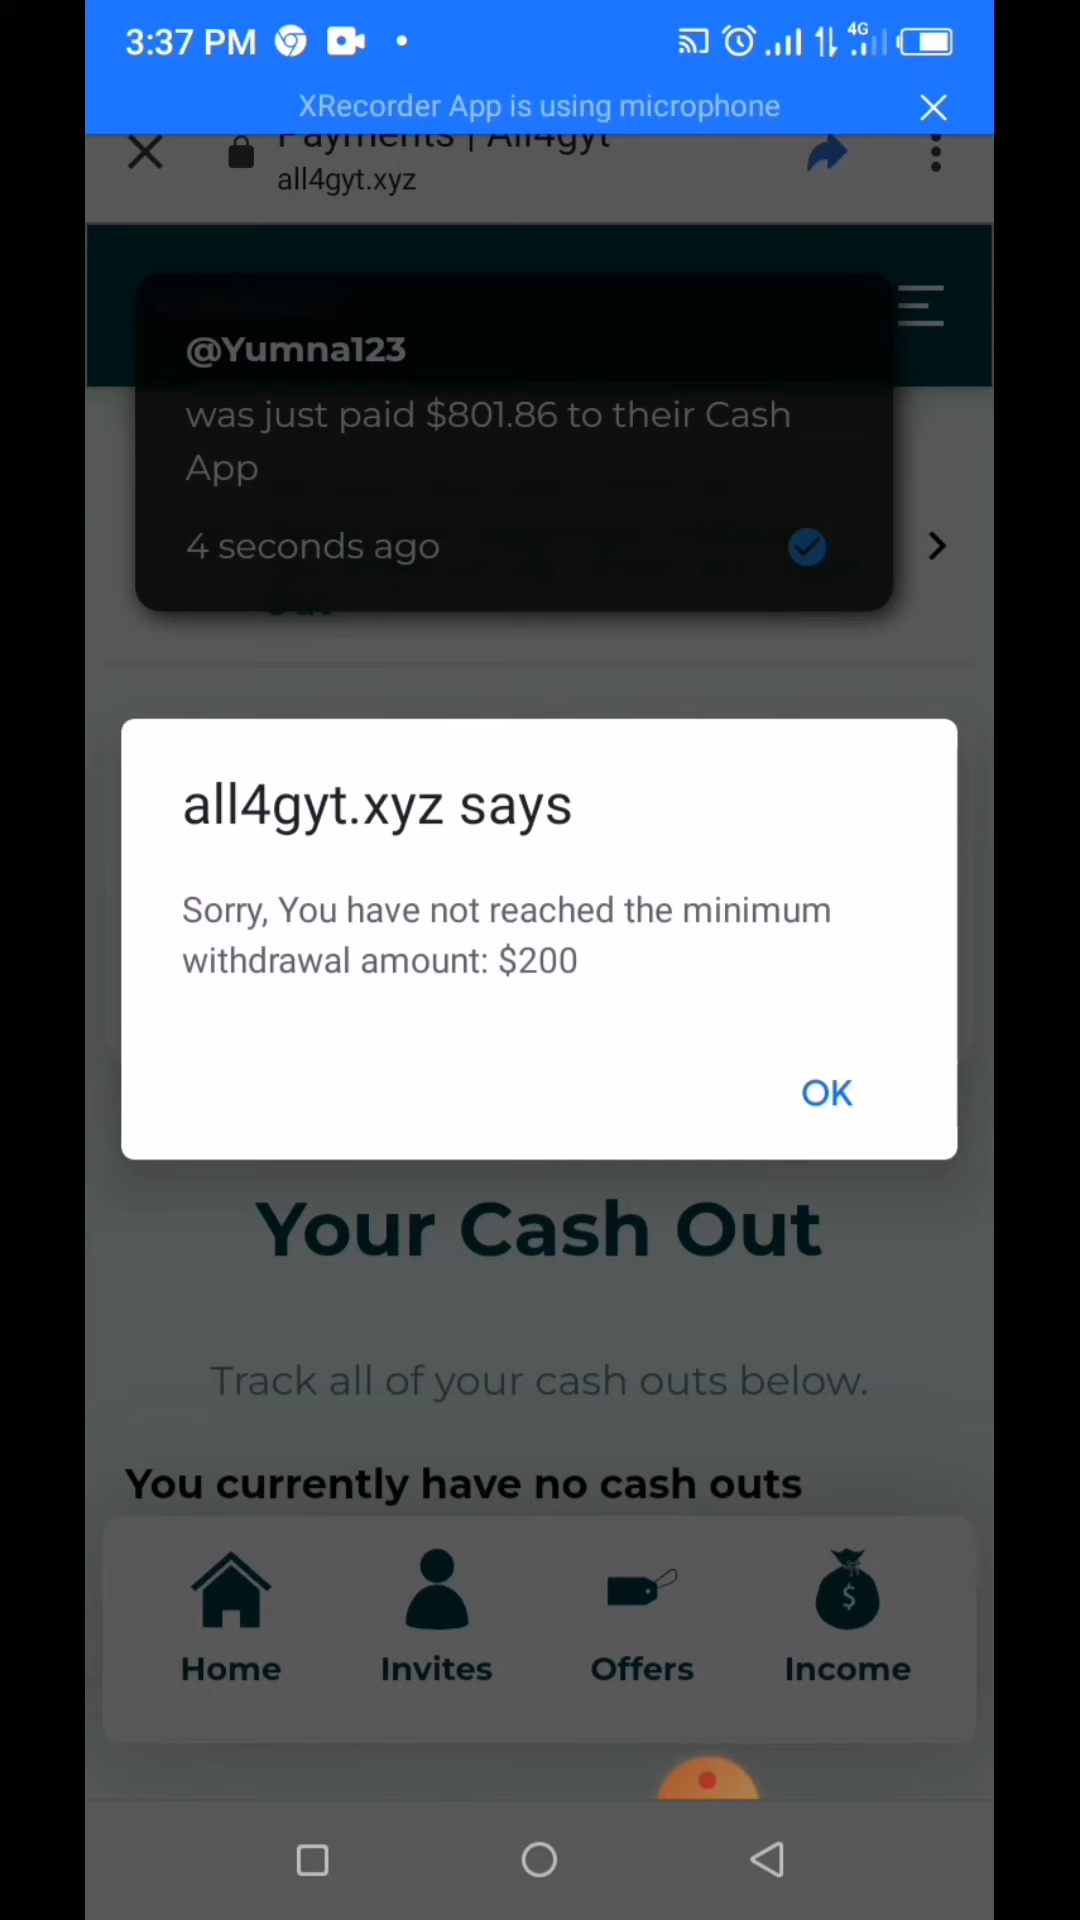 3:37 PM
4G
XRecorder App is using microphone
Payments | All4gyt
all4gyt.xyz
@Yumna123
was just paid $801.86 to their Cash
App
4 seconds ago
all4gyt.xyz says
Sorry, You have not reached the minimum
withdrawal amount: $200
OK
Your Cash Out
Track all of your cash outs below.
You currently have no cash outs
$
Home
Invites
Offers
Income